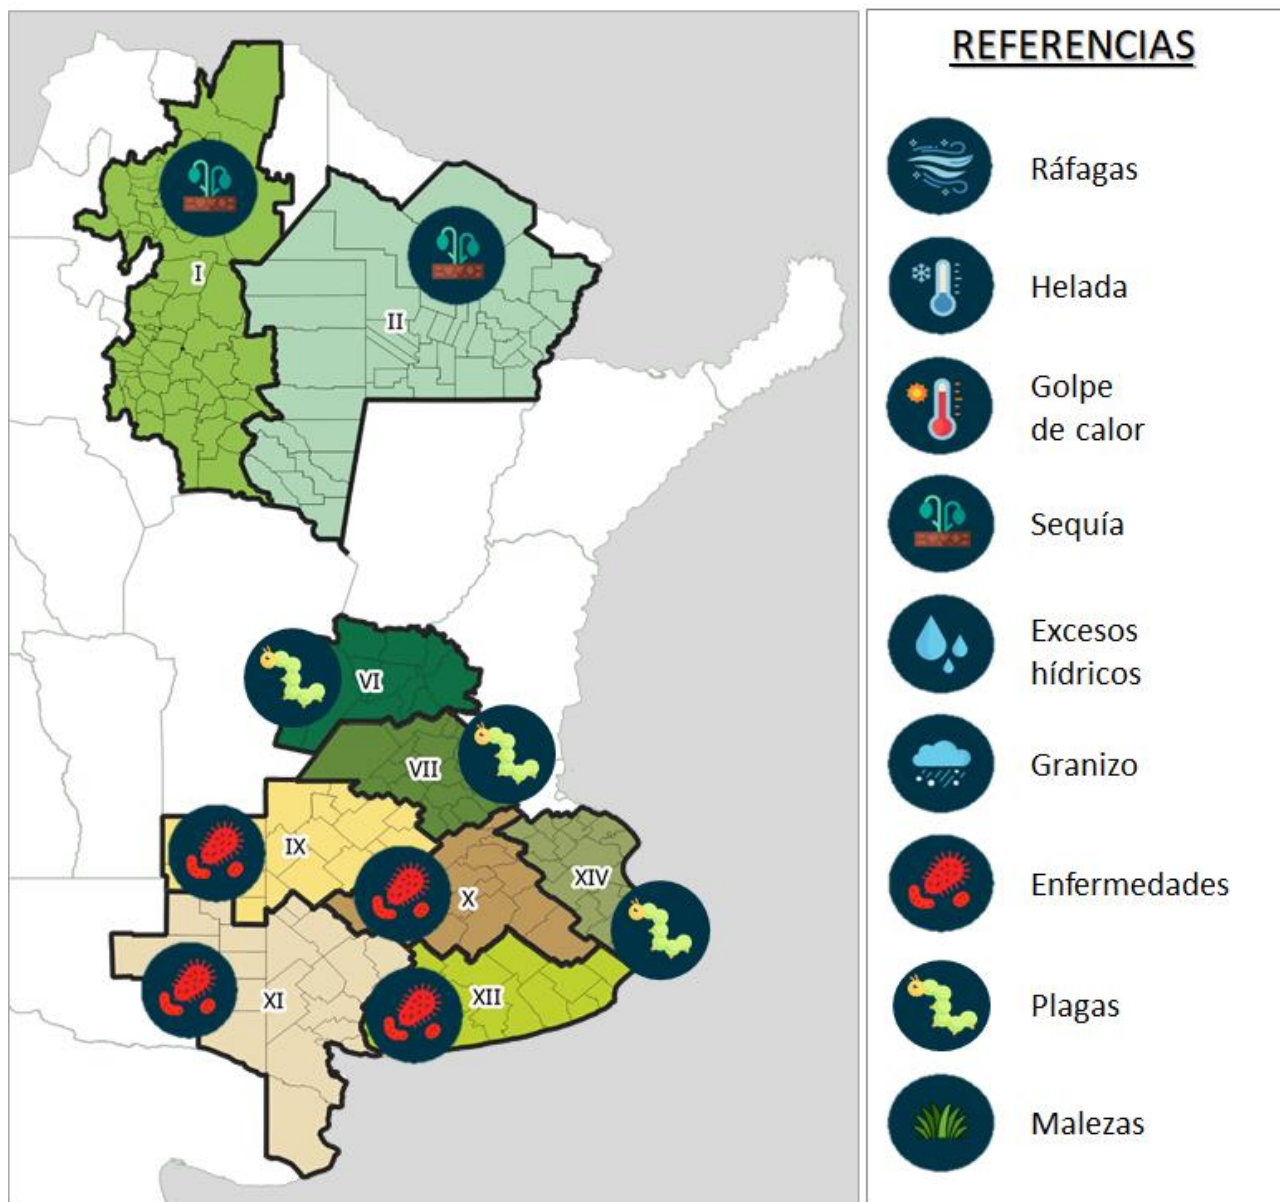 REFERENCIAS
Ráfagas
Helada
Golpe
de calor
Sequía
Excesos
hídricos
Granizo
Enfermedades
Plagas
Malezas
I
II
VI
VII
IX
X
XIV
XI
XII